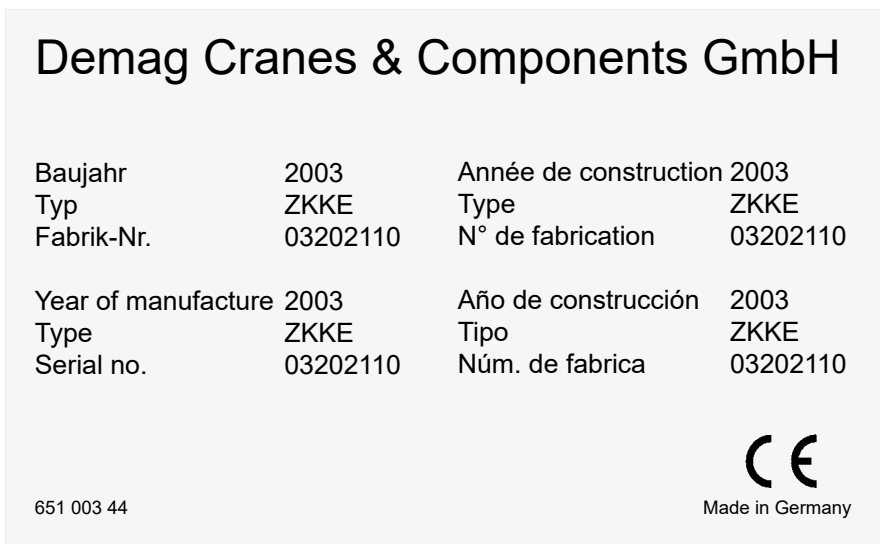 Demag Cranes & Components GmbH
Baujahr 2003
Typ ZKKE
Fabrik-Nr. 03202110
Année de construction 2003
Type ZKKE
N° de fabrication 03202110
Year of manufacture 2003
Type ZKKE
Serial no. 03202110
Año de construcción 2003
Tipo ZKKE
Núm. de fabrica 03202110
CE
651 003 44
Made in Germany